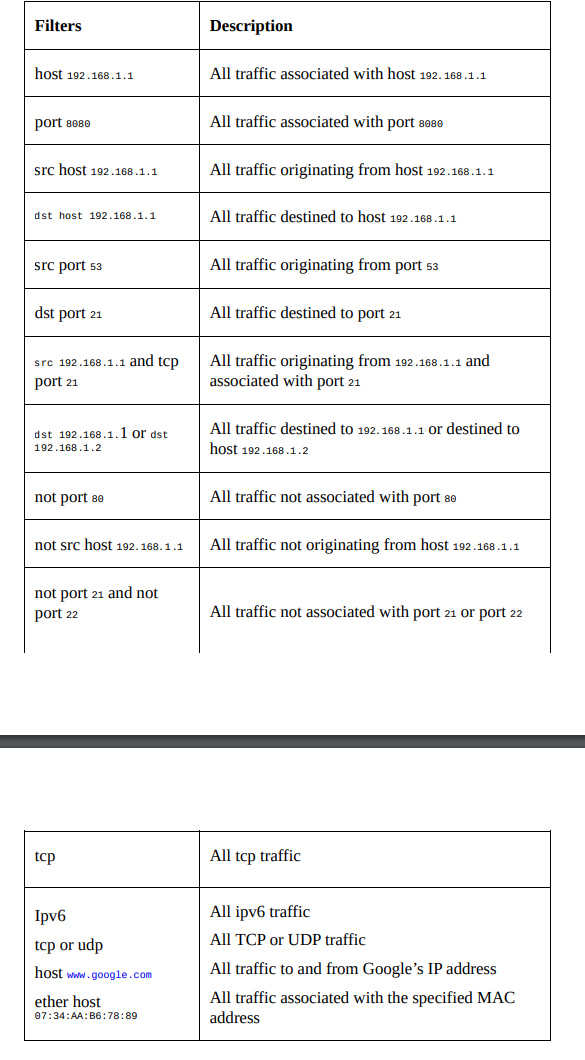 Filters Description
host 192.168.1.1 All traffic associated with host 192.168.1.1
port 8080 All traffic associated with port 8080
src host 192.168.1.1 All traffic originating from host 192.168.1.1
dst host 192.168.1.1 All traffic destined to host 192.168.1.1
src port 53 All traffic originating from port 53
dst port 21 All traffic destined to port 21
src 192.168.1.1 and tcp
port 21
All traffic originating from 192.168.1.1 and
associated with port 21
dst 192.168.1.1 or dst
192.168.1.2
All traffic destined to 192.168.1.1 or destined to
host 192.168.1.2
not port 80 All traffic not associated with port 80
not src host 192.168.1.1 All traffic not originating from host 192.168.1.1
not port 21 and not
port 22
All traffic not associated with port 21 or port 22
tcp All tcp traffic
Ipv6 All ipv6 traffic
tcp or udp All TCP or UDP traffic
host www.google.com All traffic to and from Google’s IP address
ether host
07:34:AA:B6:78:89
All traffic associated with the specified MAC
address